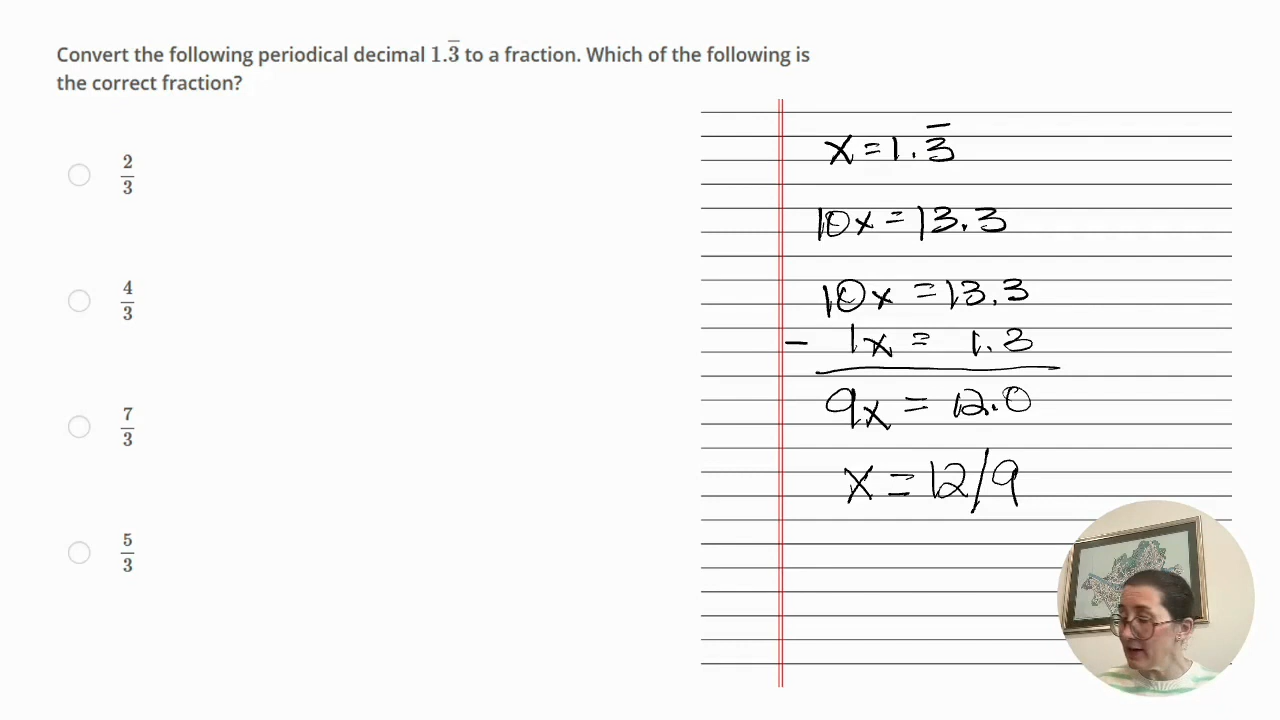 Convert the following periodical decimal 1.3̅ to a fraction. Which of the following is
the correct fraction?
2/3
4/3
7/3
5/3
x = 1.3̅
10x = 13.3
10x = 13.3
- 1x = 1.3
9x = 12.0
x = 12/9